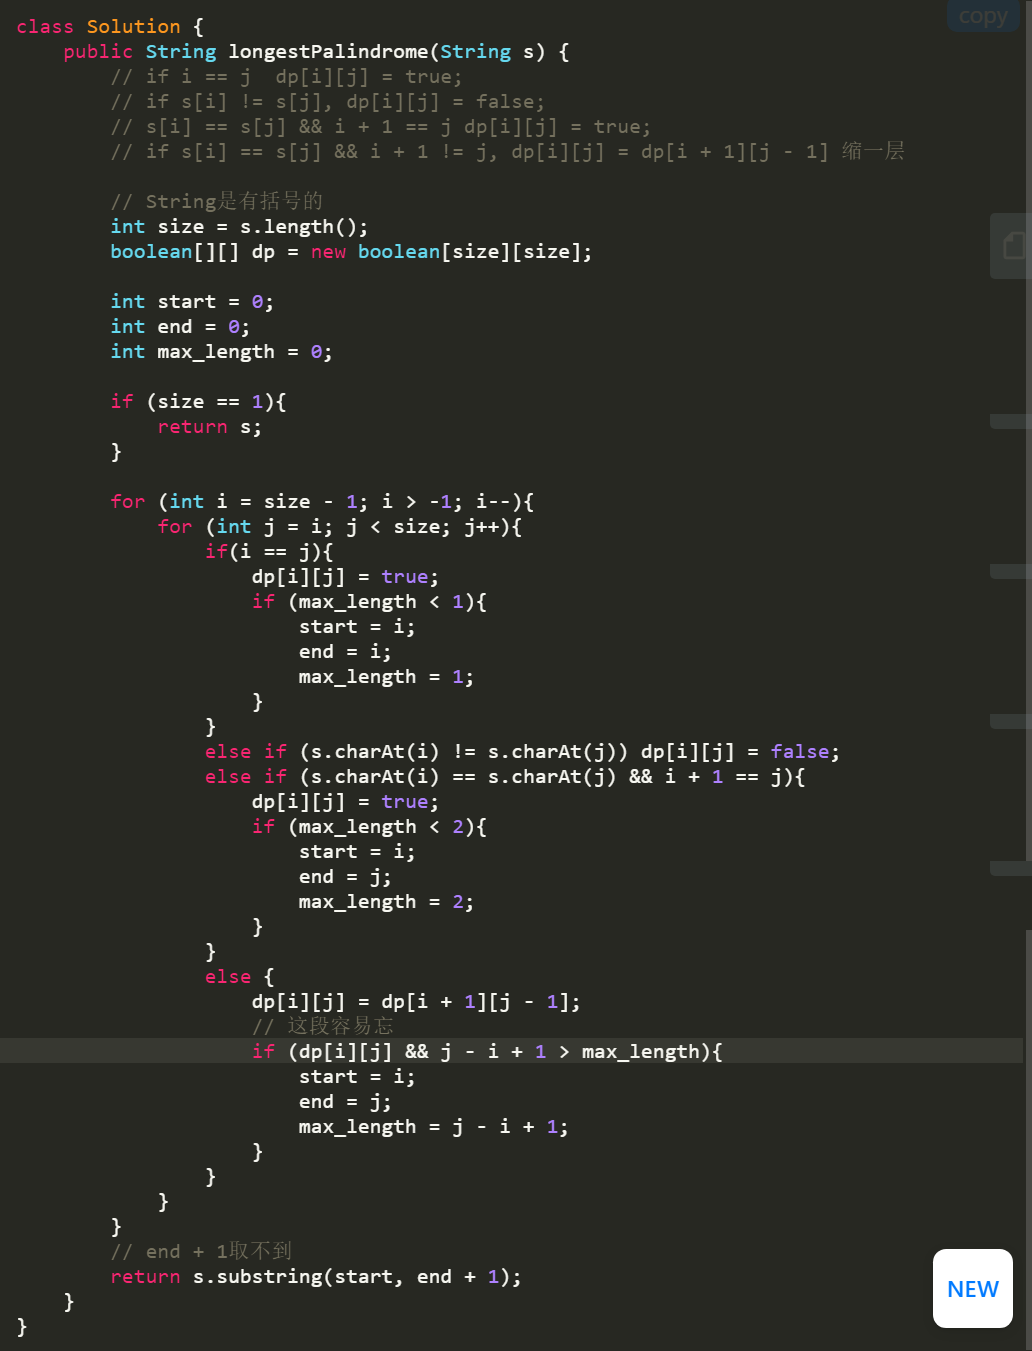 copy
class Solution {
    public String longestPalindrome(String s) {
        // if i == j  dp[i][j] = true;
        // if s[i] != s[j], dp[i][j] = false;
        // s[i] == s[j] && i + 1 == j dp[i][j] = true;
        // if s[i] == s[j] && i + 1 != j, dp[i][j] = dp[i + 1][j - 1] 缩一层
        // String是有括号的
        int size = s.length();
        boolean[][] dp = new boolean[size][size];
        int start = 0;
        int end = 0;
        int max_length = 0;
        if (size == 1){
            return s;
        }
        for (int i = size - 1; i > -1; i--){
            for (int j = i; j < size; j++){
                if(i == j){
                    dp[i][j] = true;
                    if (max_length < 1){
                        start = i;
                        end = i;
                        max_length = 1;
                    }
                }
                else if (s.charAt(i) != s.charAt(j)) dp[i][j] = false;
                else if (s.charAt(i) == s.charAt(j) && i + 1 == j){
                    dp[i][j] = true;
                    if (max_length < 2){
                        start = i;
                        end = j;
                        max_length = 2;
                    }
                }
                else {
                    dp[i][j] = dp[i + 1][j - 1];
                    // 这段容易忘
                    if (dp[i][j] && j - i + 1 > max_length){
                        start = i;
                        end = j;
                        max_length = j - i + 1;
                    }
                }
            }
        }
        // end + 1取不到
        return s.substring(start, end + 1);
    }
}
NEW